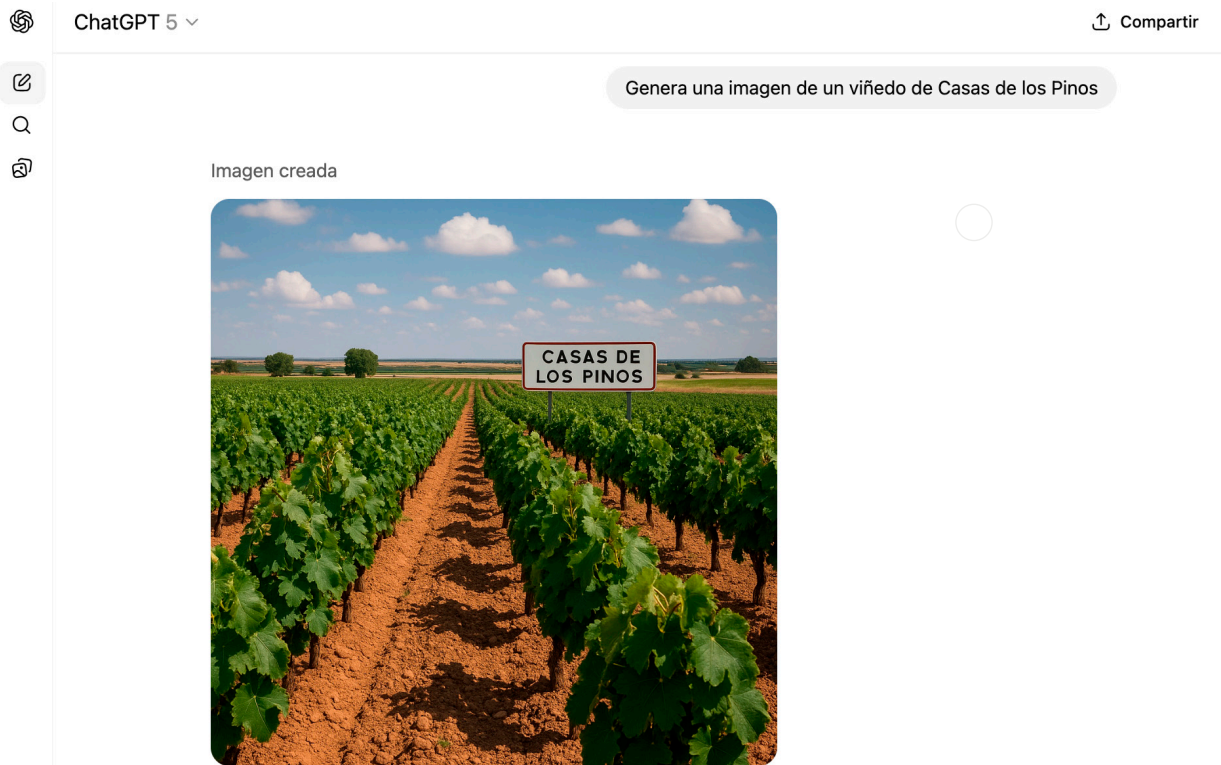 ChatGPT 5
Compartir
Genera una imagen de un viñedo de Casas de los Pinos
Imagen creada
CASAS DE
LOS PINOS